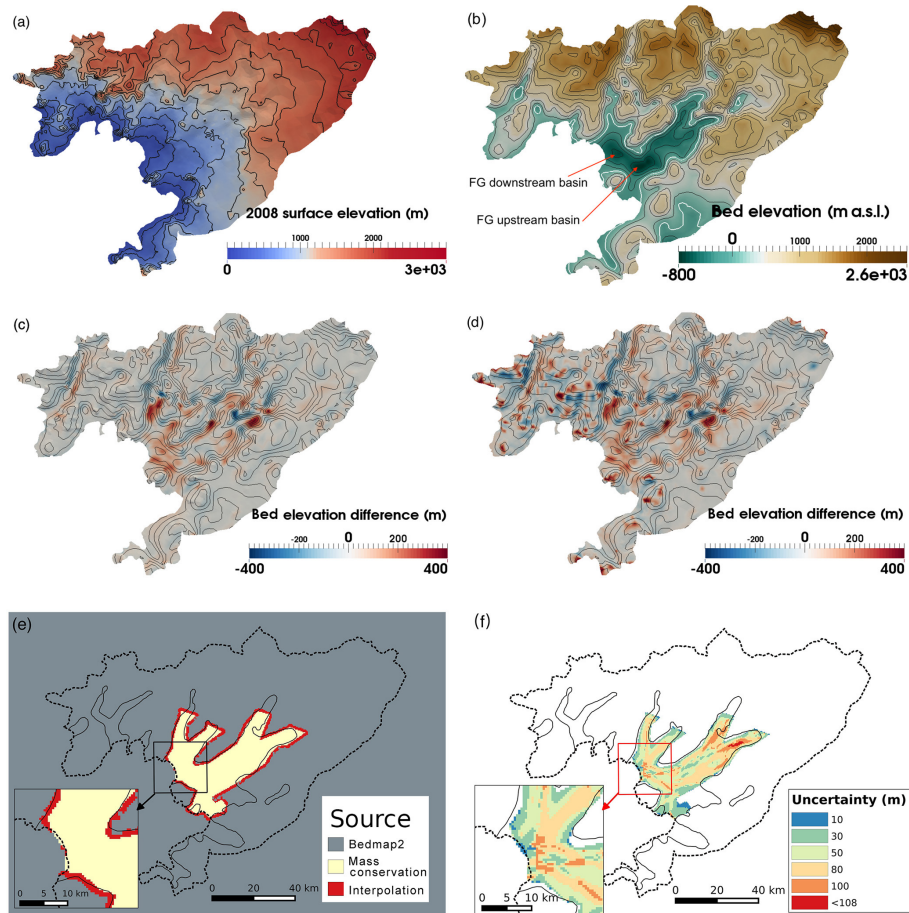 (a)
2008 surface elevation (m)
1000 2000
0 3e+03
(b)
FG downstream basin
FG upstream basin
Bed elevation (m a.s.l.)
0 1000 2000
-800 2.6e+03
(c)
Bed elevation difference (m)
-200 0 200
-400 400
(d)
Bed elevation difference (m)
-200 0 200
-400 400
(e)
Source
Bedmap2
Mass
conservation
Interpolation
0 5 10 km
0 20 40 km
(f)
Uncertainty (m)
10
30
50
80
100
<108
0 5 10 km
0 20 40 km